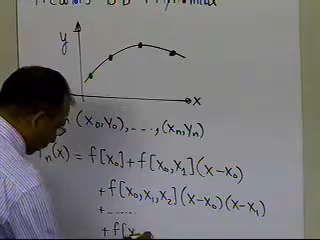 y
x
(x₀,y₀),....,(xₙ,yₙ)
ₙ(x) = f[x₀] + f[x₀,x₁](x-x₀)
+ f[x₀,x₁,x₂](x-x₀)(x-x₁)
+ ......
+ f[x